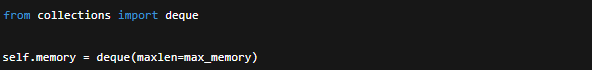 from collections import deque
self.memory = deque(maxlen=max_memory)